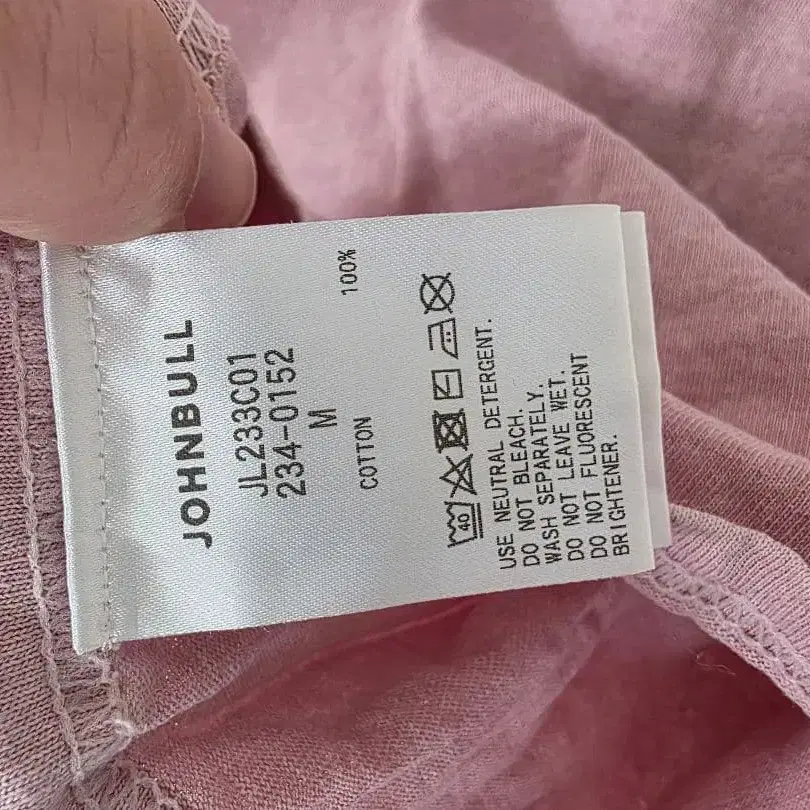 JOHNBULL
JL233C01
234-0152
M
COTTON 100%
40
USE NEUTRAL DETERGENT.
DO NOT BLEACH.
WASH SEPARATELY.
DO NOT LEAVE WET.
DO NOT FLUORESCENT
BRIGHTENER.